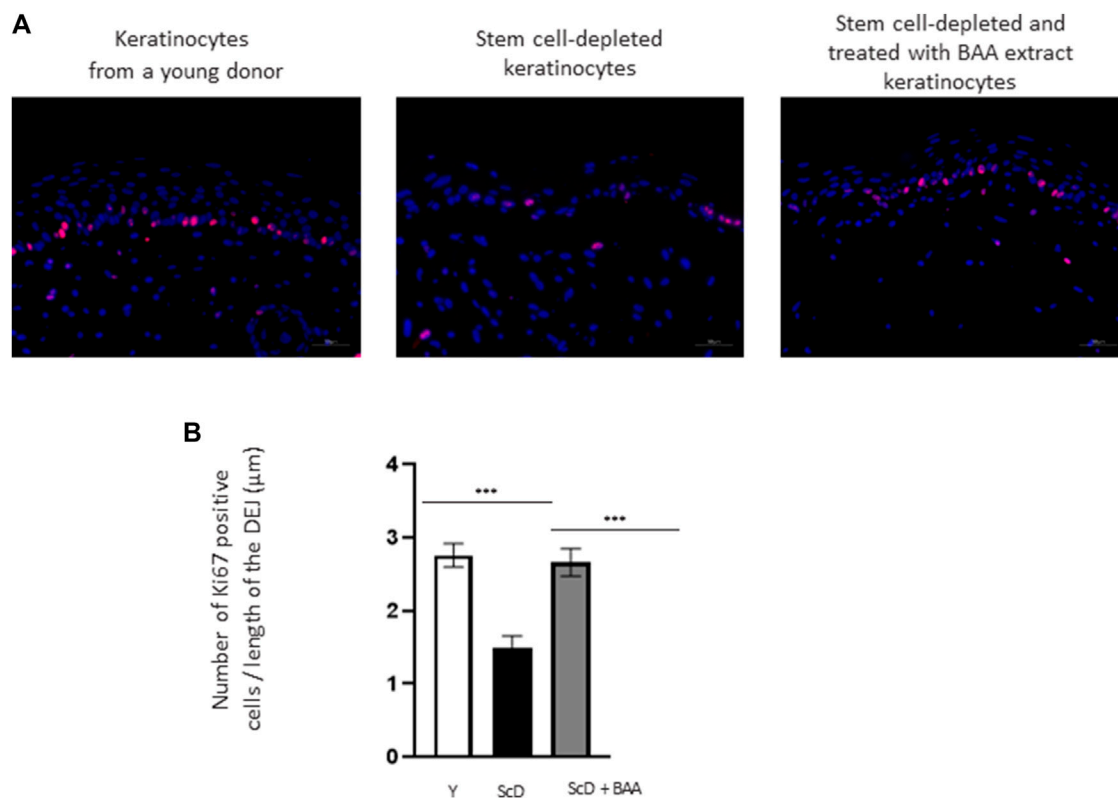 A
Keratinocytes
from a young donor
Stem cell-depleted
keratinocytes
Stem cell-depleted and
treated with BAA extract
keratinocytes
B
Number of Ki67 positive
cells / length of the DEJ (μm)
4
3
2
1
0
***
***
Y
ScD
ScD + BAA